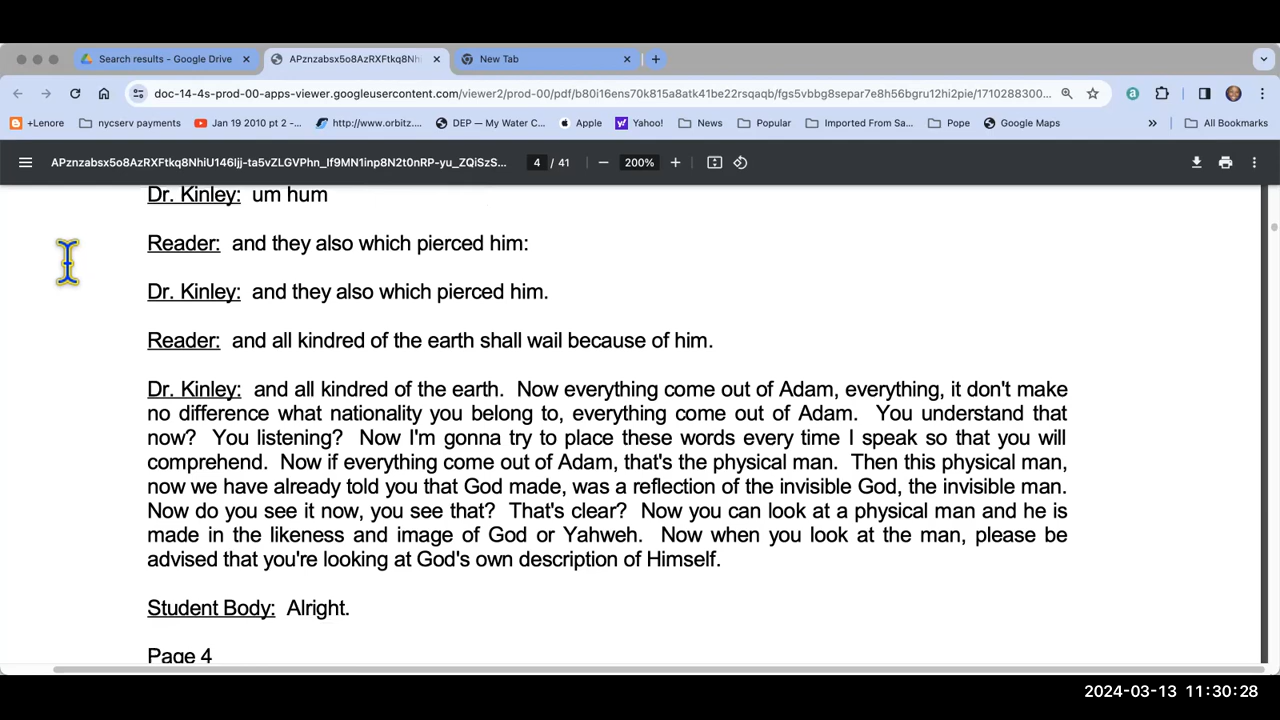 Search results - Google Drive
APznzabsx5o8AzRXFtkq8Nh
New Tab
doc-14-4s-prod-00-apps-viewer.googleusercontent.com/viewer2/prod-00/pdf/b80i16ens70k815a8atk41be22rsqaqb/fgs5vbbg8separ7e8h56bgru12hi2pie/1710288300...
+Lenore nycserv payments Jan 19 2010 pt 2 -... http://www.orbitz.... DEP — My Water C... Apple Yahoo! News Popular Imported From Sa... Pope Google Maps » All Bookmarks
APznzabsx5o8AzRXFtkq8NhiU146Ijj-ta5vZLGVPhn_If9MN1inp8N2t0nRP-yu_ZQiSzS... 4 / 41 200%
Dr. Kinley: um hum
Reader: and they also which pierced him:
Dr. Kinley: and they also which pierced him.
Reader: and all kindred of the earth shall wail because of him.
Dr. Kinley: and all kindred of the earth. Now everything come out of Adam, everything, it don't make
no difference what nationality you belong to, everything come out of Adam. You understand that
now? You listening? Now I'm gonna try to place these words every time I speak so that you will
comprehend. Now if everything come out of Adam, that's the physical man. Then this physical man,
now we have already told you that God made, was a reflection of the invisible God, the invisible man.
Now do you see it now, you see that? That's clear? Now you can look at a physical man and he is
made in the likeness and image of God or Yahweh. Now when you look at the man, please be
advised that you're looking at God's own description of Himself.
Student Body: Alright.
Page 4
2024-03-13 11:30:28